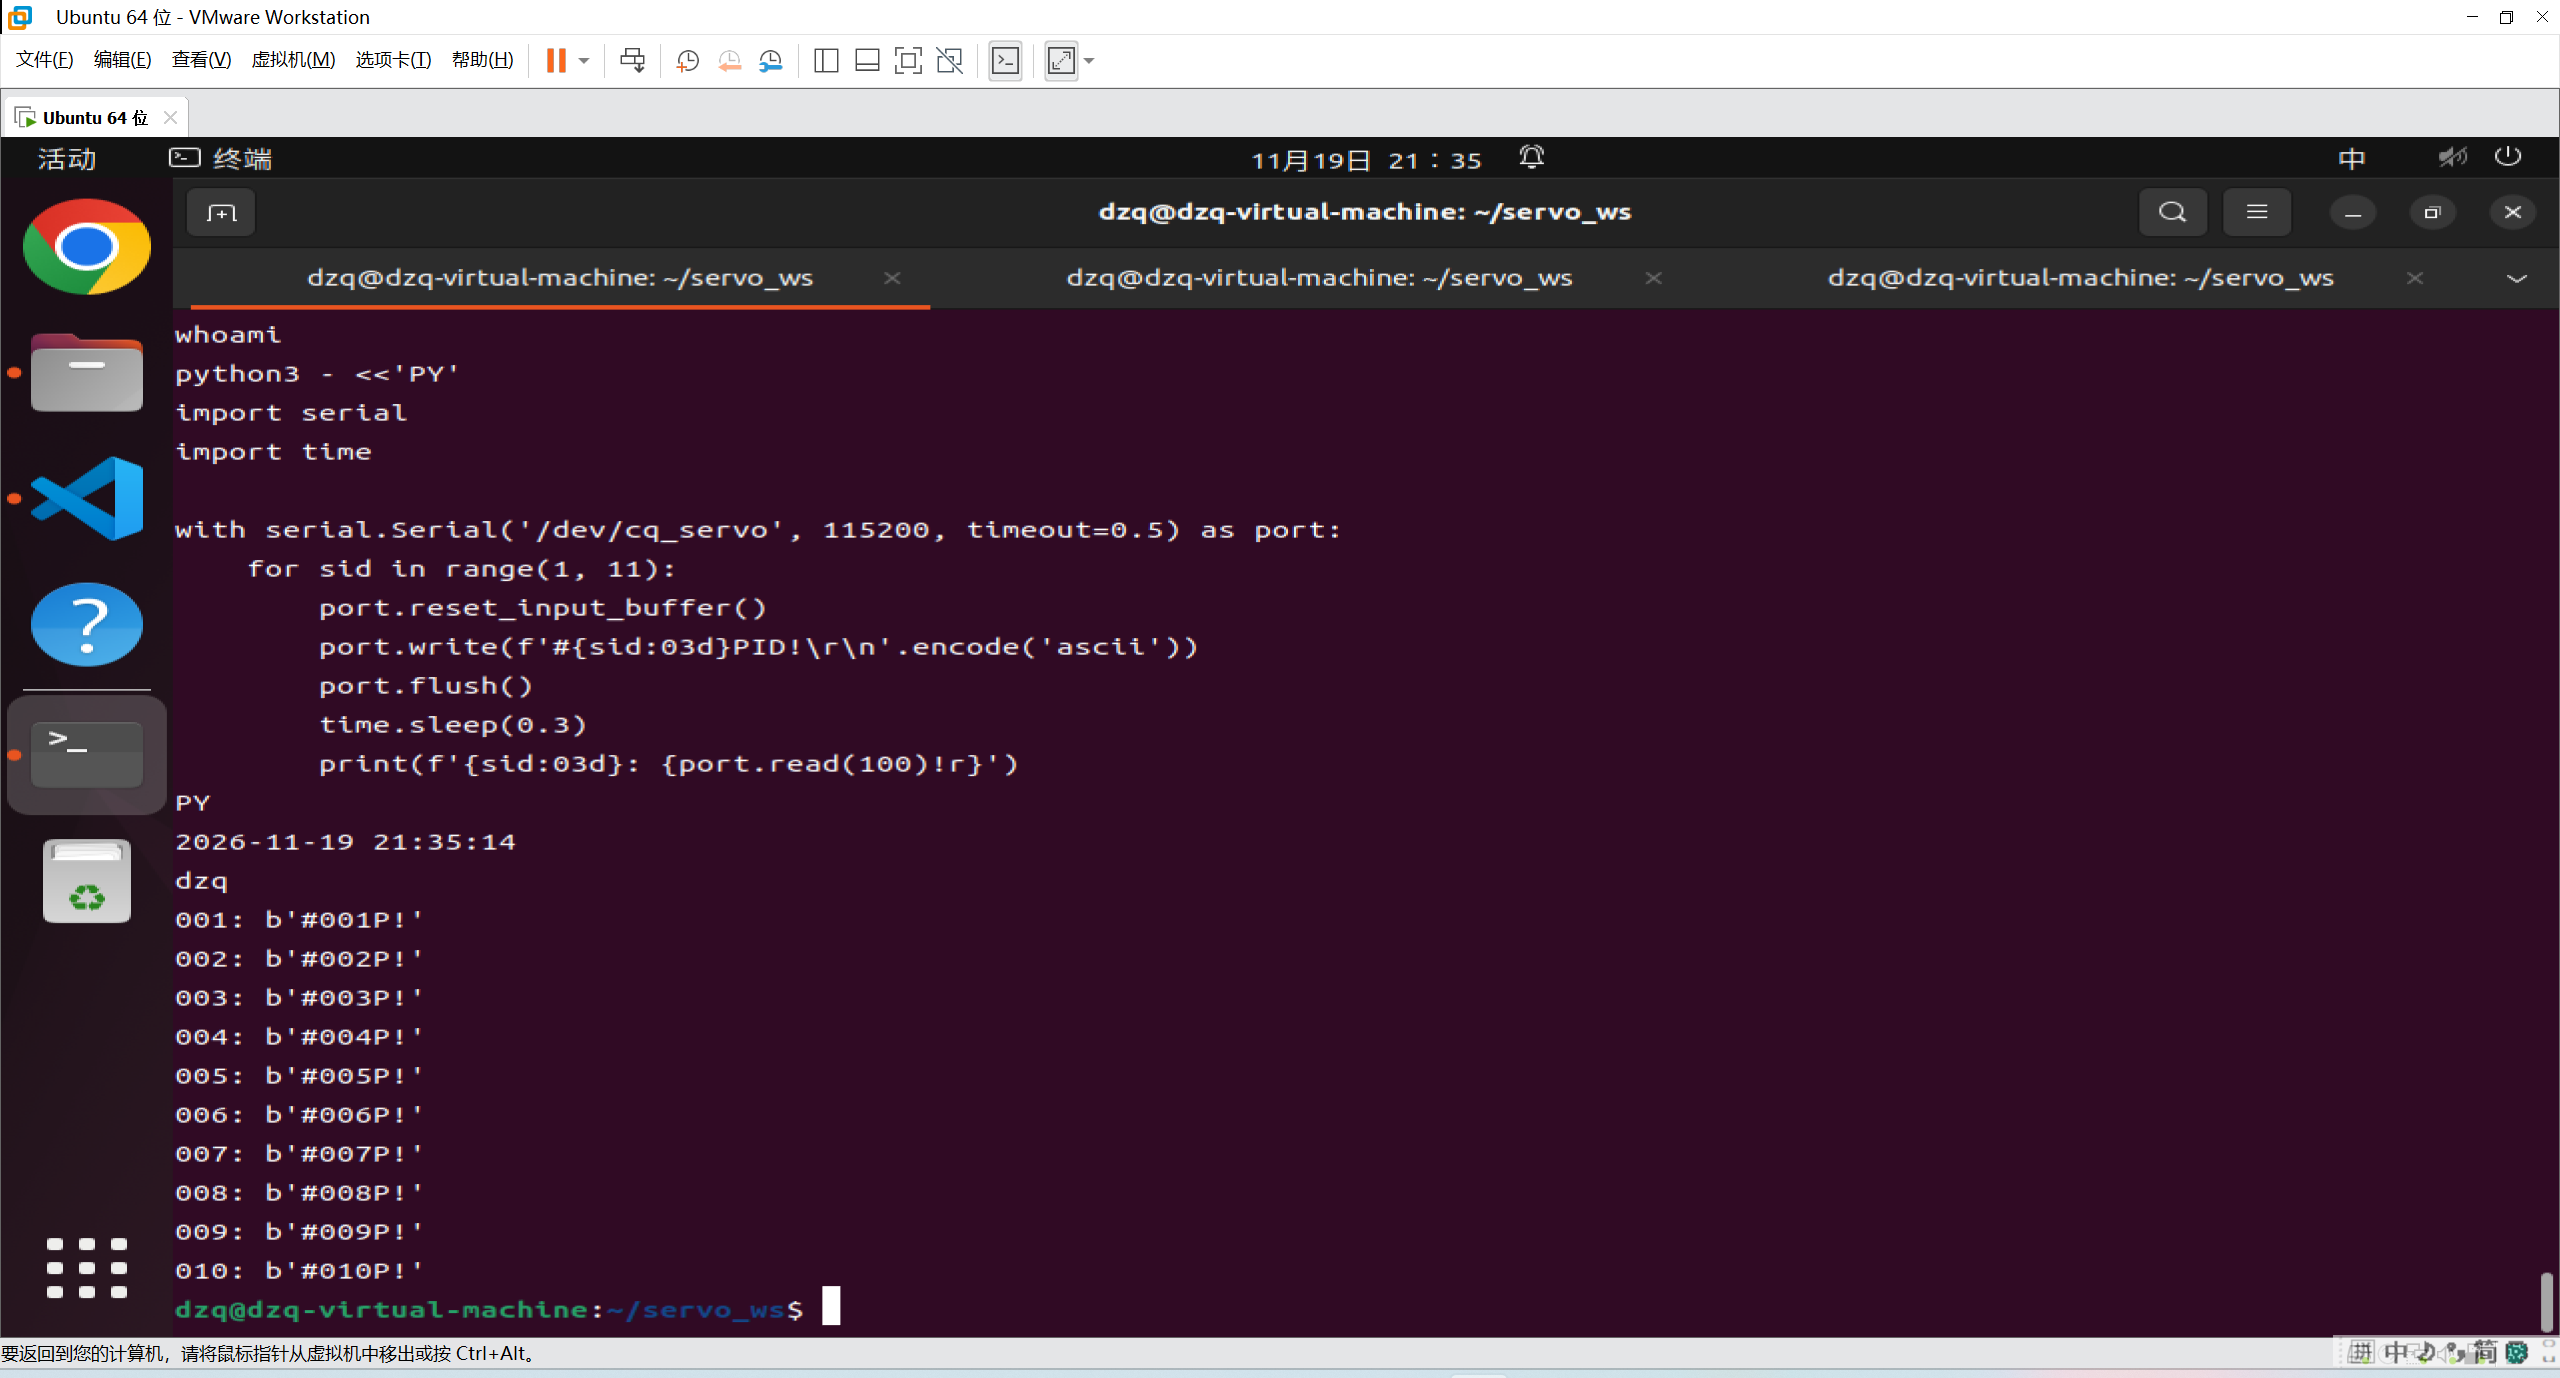 Ubuntu 64 位 - VMware Workstation
文件(F) 编辑(E) 查看(V) 虚拟机(M) 选项卡(T) 帮助(H)
Ubuntu 64 位
活动 终端 11月19日 21：35 中
dzq@dzq-virtual-machine: ~/servo_ws
dzq@dzq-virtual-machine: ~/servo_ws dzq@dzq-virtual-machine: ~/servo_ws dzq@dzq-virtual-machine: ~/servo_ws
whoami
python3 - <<'PY'
import serial
import time
with serial.Serial('/dev/cq_servo', 115200, timeout=0.5) as port:
    for sid in range(1, 11):
        port.reset_input_buffer()
        port.write(f'#{sid:03d}PID!\r\n'.encode('ascii'))
        port.flush()
        time.sleep(0.3)
        print(f'{sid:03d}: {port.read(100)!r}')
PY
2026-11-19 21:35:14
dzq
001: b'#001P!'
002: b'#002P!'
003: b'#003P!'
004: b'#004P!'
005: b'#005P!'
006: b'#006P!'
007: b'#007P!'
008: b'#008P!'
009: b'#009P!'
010: b'#010P!'
dzq@dzq-virtual-machine:~/servo_ws$
要返回到您的计算机，请将鼠标指针从虚拟机中移出或按 Ctrl+Alt。
拼 中 简